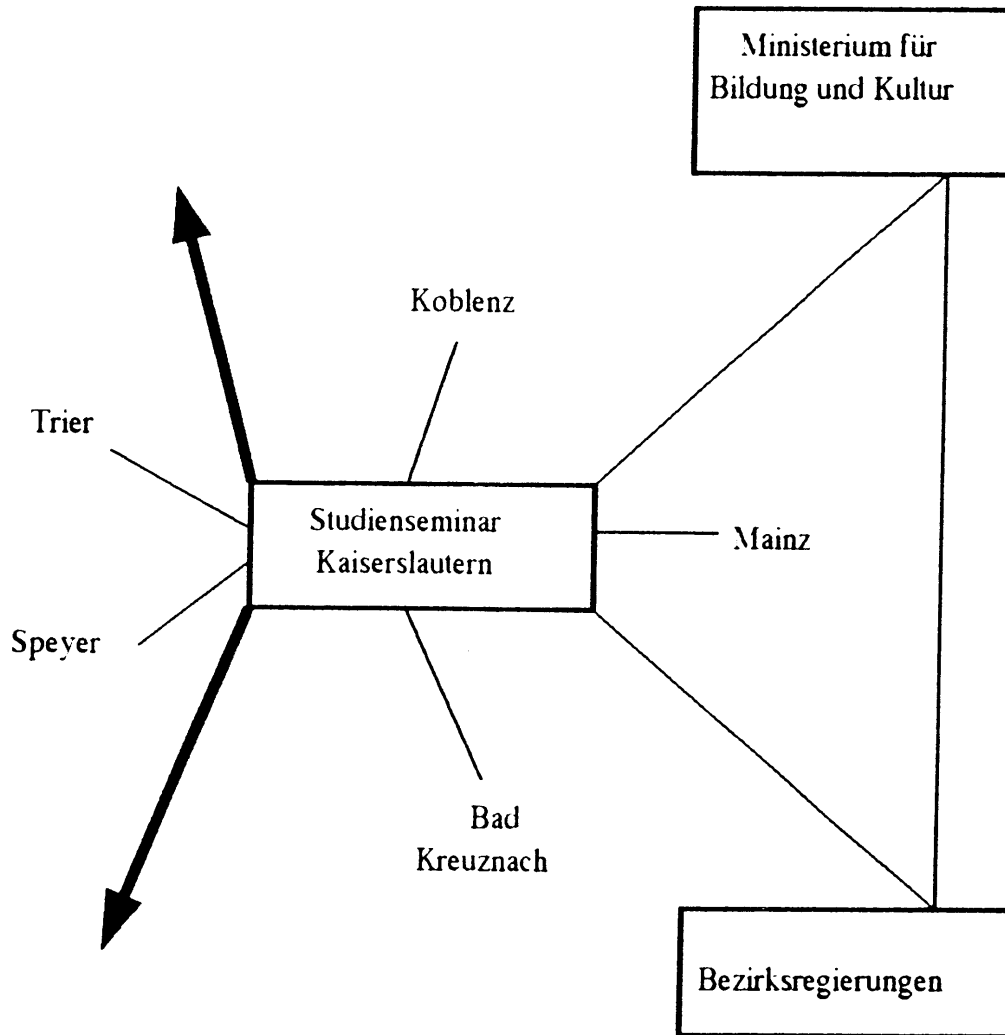 Ministerium für
Bildung und Kultur
Koblenz
Trier
Studienseminar
Kaiserslautern
Mainz
Speyer
Bad
Kreuznach
Bezirksregierungen